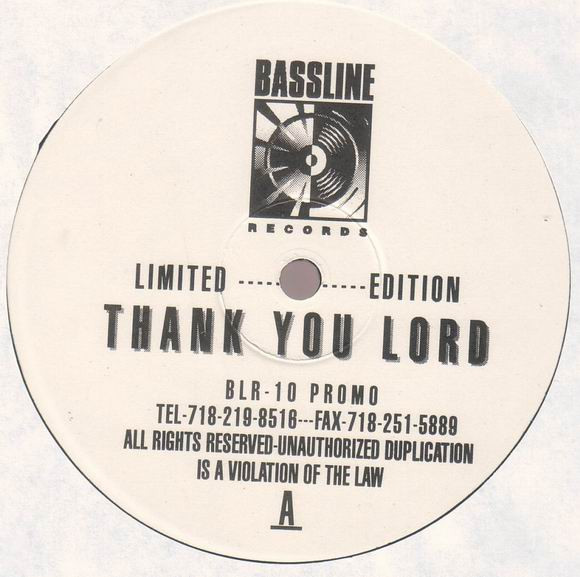 BASSLINE
RECORDS
LIMITED ----- ----- EDITION
THANK YOU LORD
BLR-10 PROMO
TEL-718-219-8516---FAX-718-251-5889
ALL RIGHTS RESERVED-UNAUTHORIZED DUPLICATION
IS A VIOLATION OF THE LAW
A